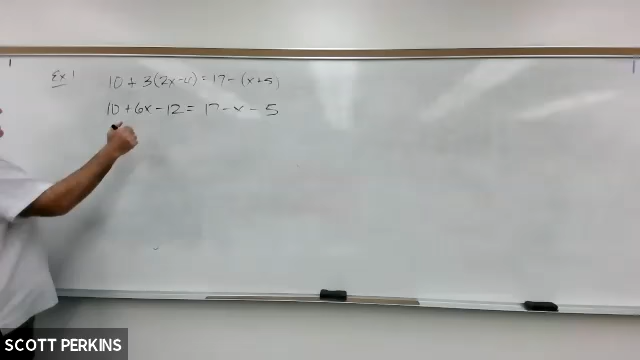 Ex 1 10 + 3(2x-4) = 17 - (x+5)
10 + 6x - 12 = 17 - x - 5
SCOTT PERKINS